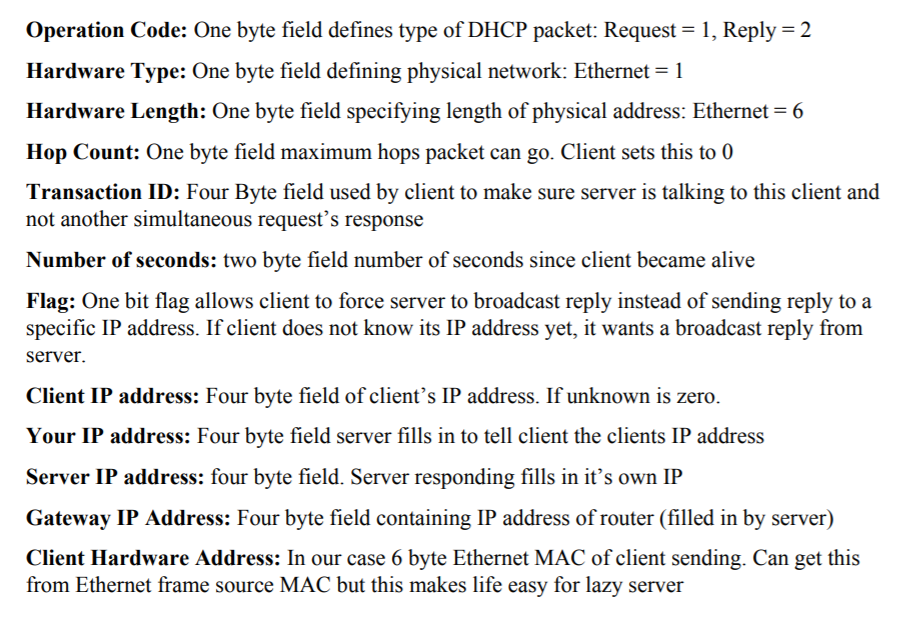 Operation Code: One byte field defines type of DHCP packet: Request = 1, Reply = 2
Hardware Type: One byte field defining physical network: Ethernet = 1
Hardware Length: One byte field specifying length of physical address: Ethernet = 6
Hop Count: One byte field maximum hops packet can go. Client sets this to 0
Transaction ID: Four Byte field used by client to make sure server is talking to this client and
not another simultaneous request’s response
Number of seconds: two byte field number of seconds since client became alive
Flag: One bit flag allows client to force server to broadcast reply instead of sending reply to a
specific IP address. If client does not know its IP address yet, it wants a broadcast reply from
server.
Client IP address: Four byte field of client’s IP address. If unknown is zero.
Your IP address: Four byte field server fills in to tell client the clients IP address
Server IP address: four byte field. Server responding fills in it’s own IP
Gateway IP Address: Four byte field containing IP address of router (filled in by server)
Client Hardware Address: In our case 6 byte Ethernet MAC of client sending. Can get this
from Ethernet frame source MAC but this makes life easy for lazy server